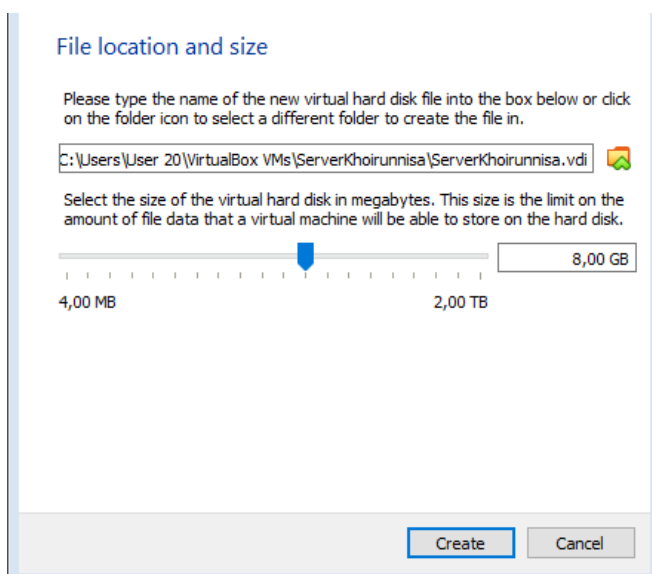 File location and size
Please type the name of the new virtual hard disk file into the box below or click
on the folder icon to select a different folder to create the file in.
C:\Users\User 20\VirtualBox VMs\ServerKhoirunnisa\ServerKhoirunnisa.vdi
Select the size of the virtual hard disk in megabytes. This size is the limit on the
amount of file data that a virtual machine will be able to store on the hard disk.
8,00 GB
4,00 MB 2,00 TB
Create Cancel